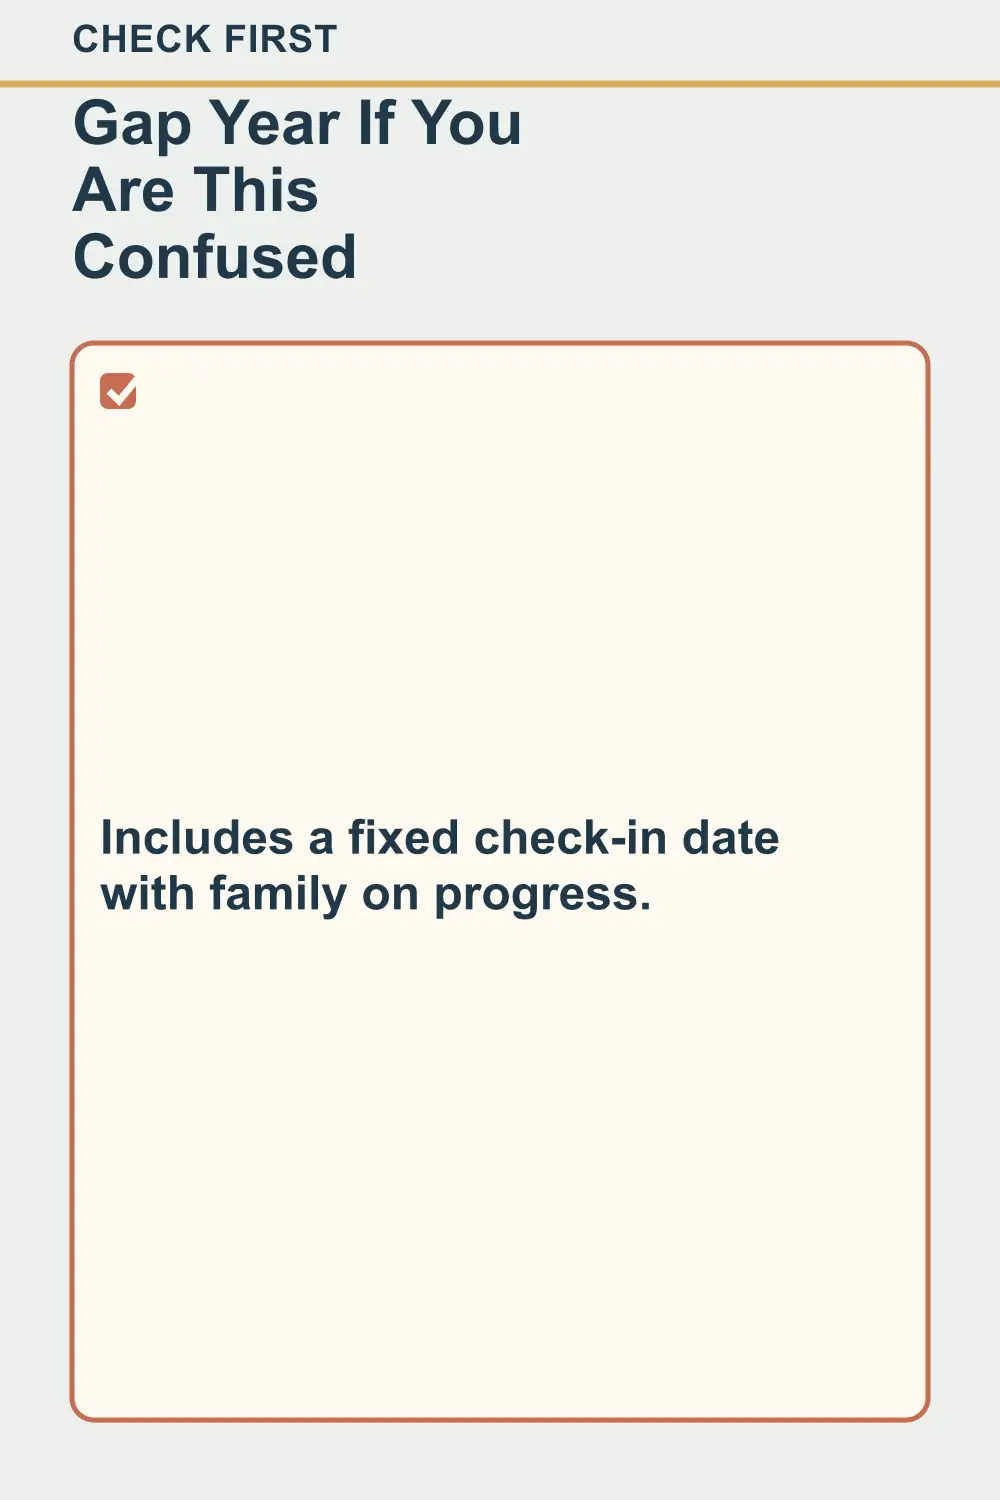 CHECK FIRST
Gap Year If You
Are This
Confused
Includes a fixed check-in date
with family on progress.